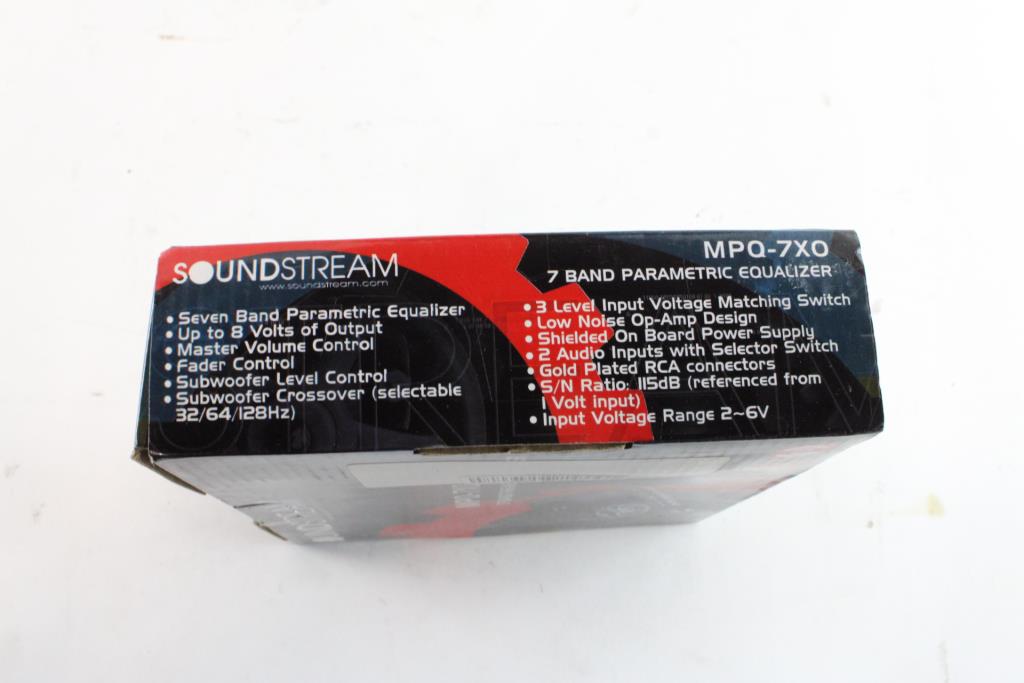 SOUNDSTREAM
www.soundstream.com
• Seven Band Parametric Equalizer
• Up to 8 Volts of Output
• Master Volume Control
• Fader Control
• Subwoofer Level Control
• Subwoofer Crossover (selectable
32/64/128Hz)
MPQ-7XO
7 BAND PARAMETRIC EQUALIZER
• 3 Level Input Voltage Matching Switch
• Low Noise Op-Amp Design
• Shielded On Board Power Supply
• 2 Audio Inputs with Selector Switch
• Gold Plated RCA connectors
• S/N Ratio: 115dB (referenced from
1 Volt input)
• Input Voltage Range 2~6V